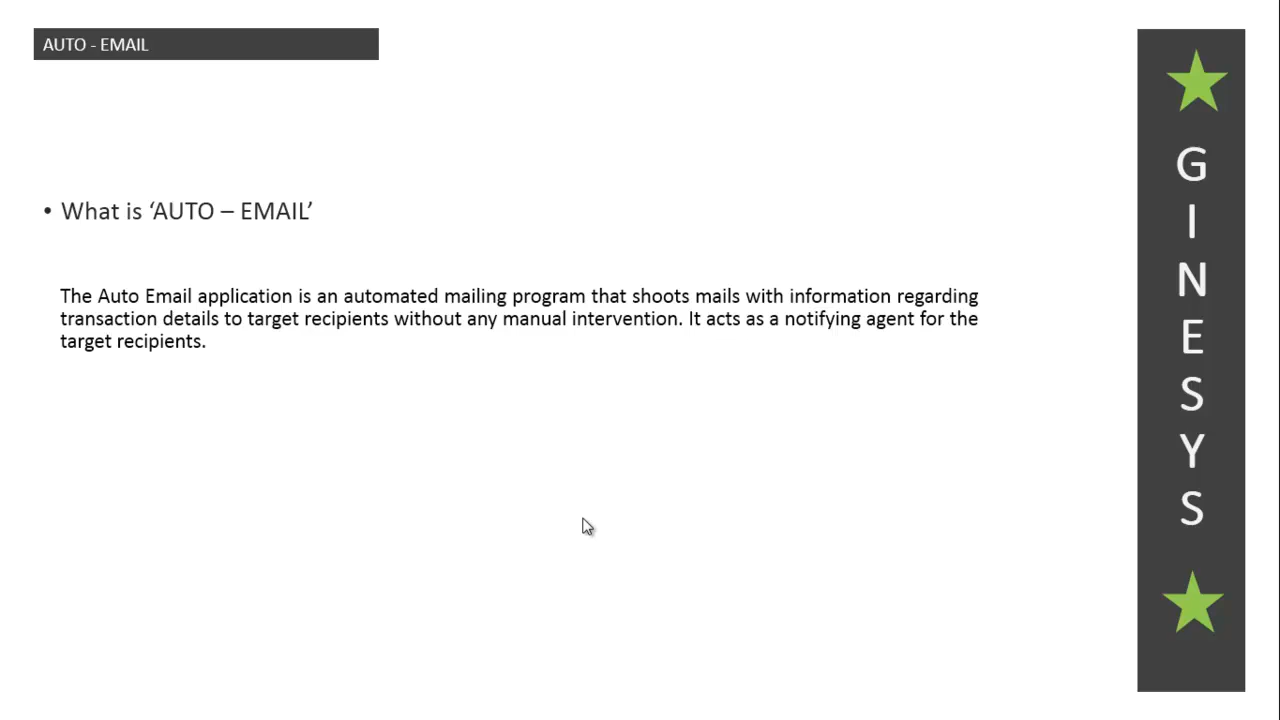 AUTO - EMAIL
• What is ‘AUTO – EMAIL’
The Auto Email application is an automated mailing program that shoots mails with information regarding
transaction details to target recipients without any manual intervention. It acts as a notifying agent for the
target recipients.
G
I
N
E
S
Y
S